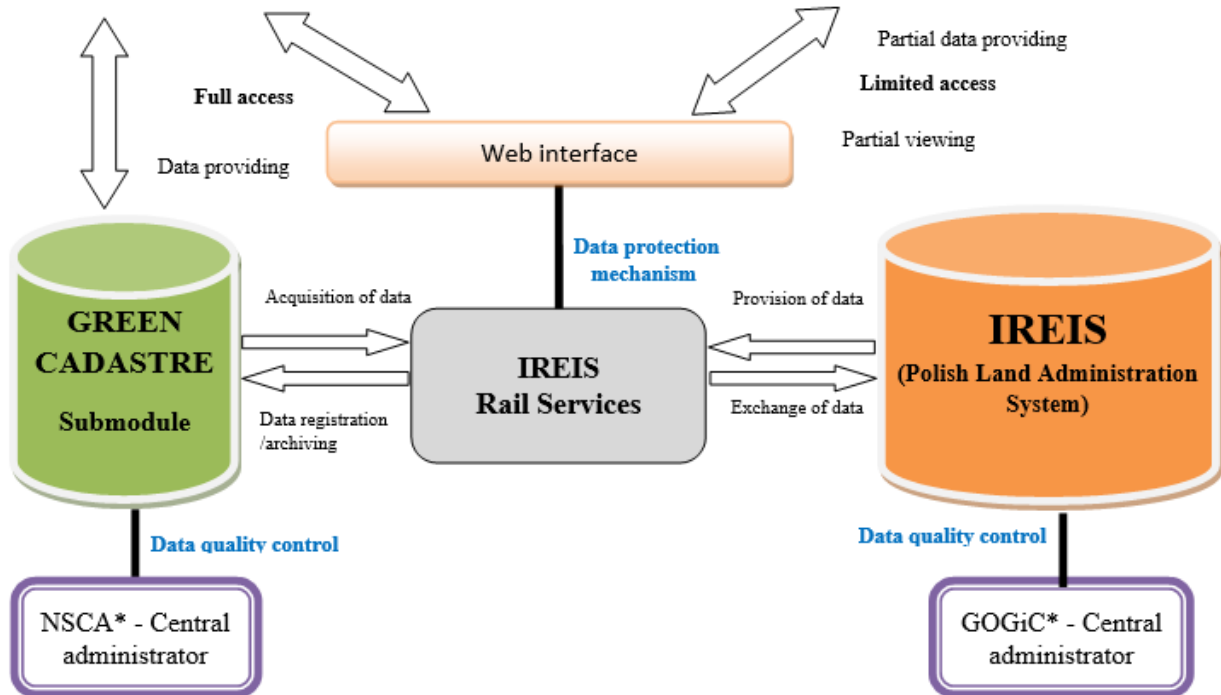 Partial data providing
Full access
Limited access
Data providing
Web interface
Partial viewing
Data protection
mechanism
GREEN
CADASTRE
Submodule
Acquisition of data
Data registration
/archiving
IREIS
Rail Services
Provision of data
Exchange of data
IREIS
(Polish Land Administration
System)
Data quality control
Data quality control
NSCA* - Central
administrator
GOGiC* - Central
administrator